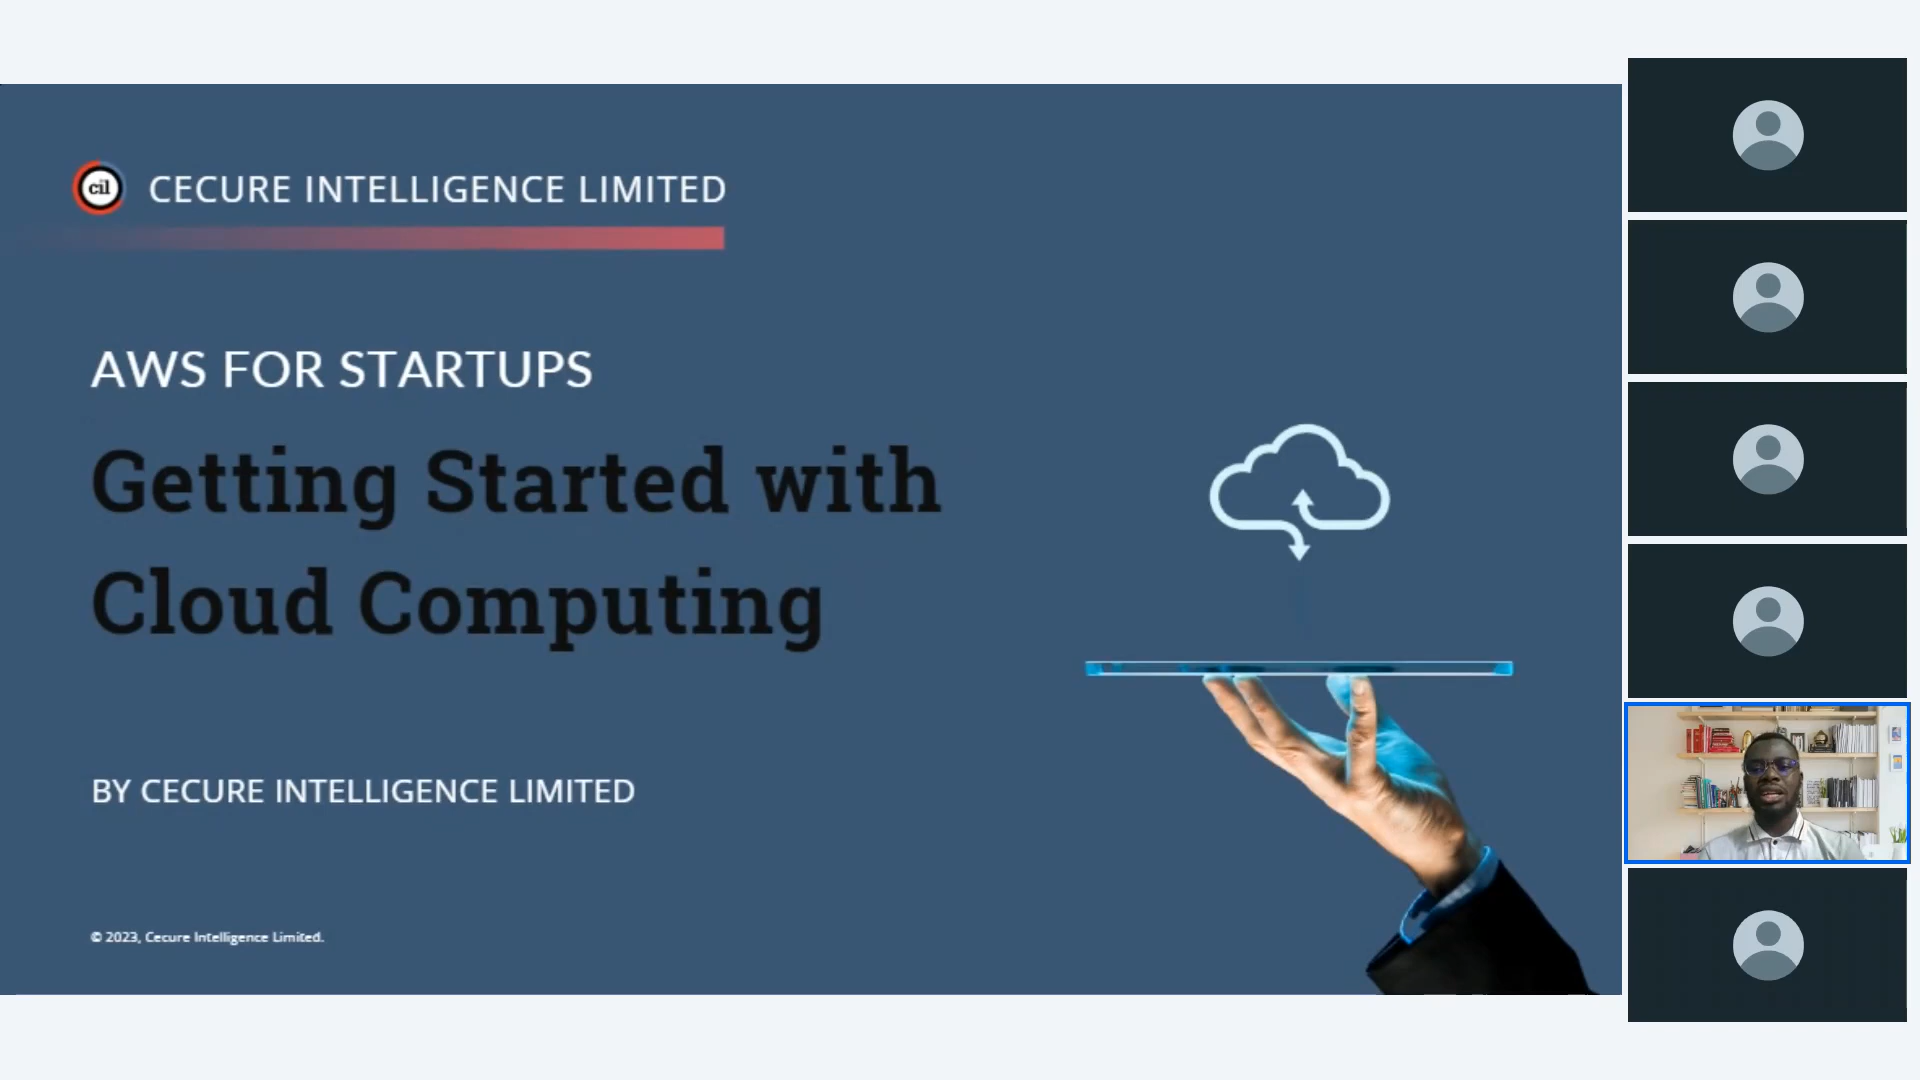 cil
CECURE INTELLIGENCE LIMITED
AWS FOR STARTUPS
Getting Started with
Cloud Computing
BY CECURE INTELLIGENCE LIMITED
© 2023, Cecure Intelligence Limited.